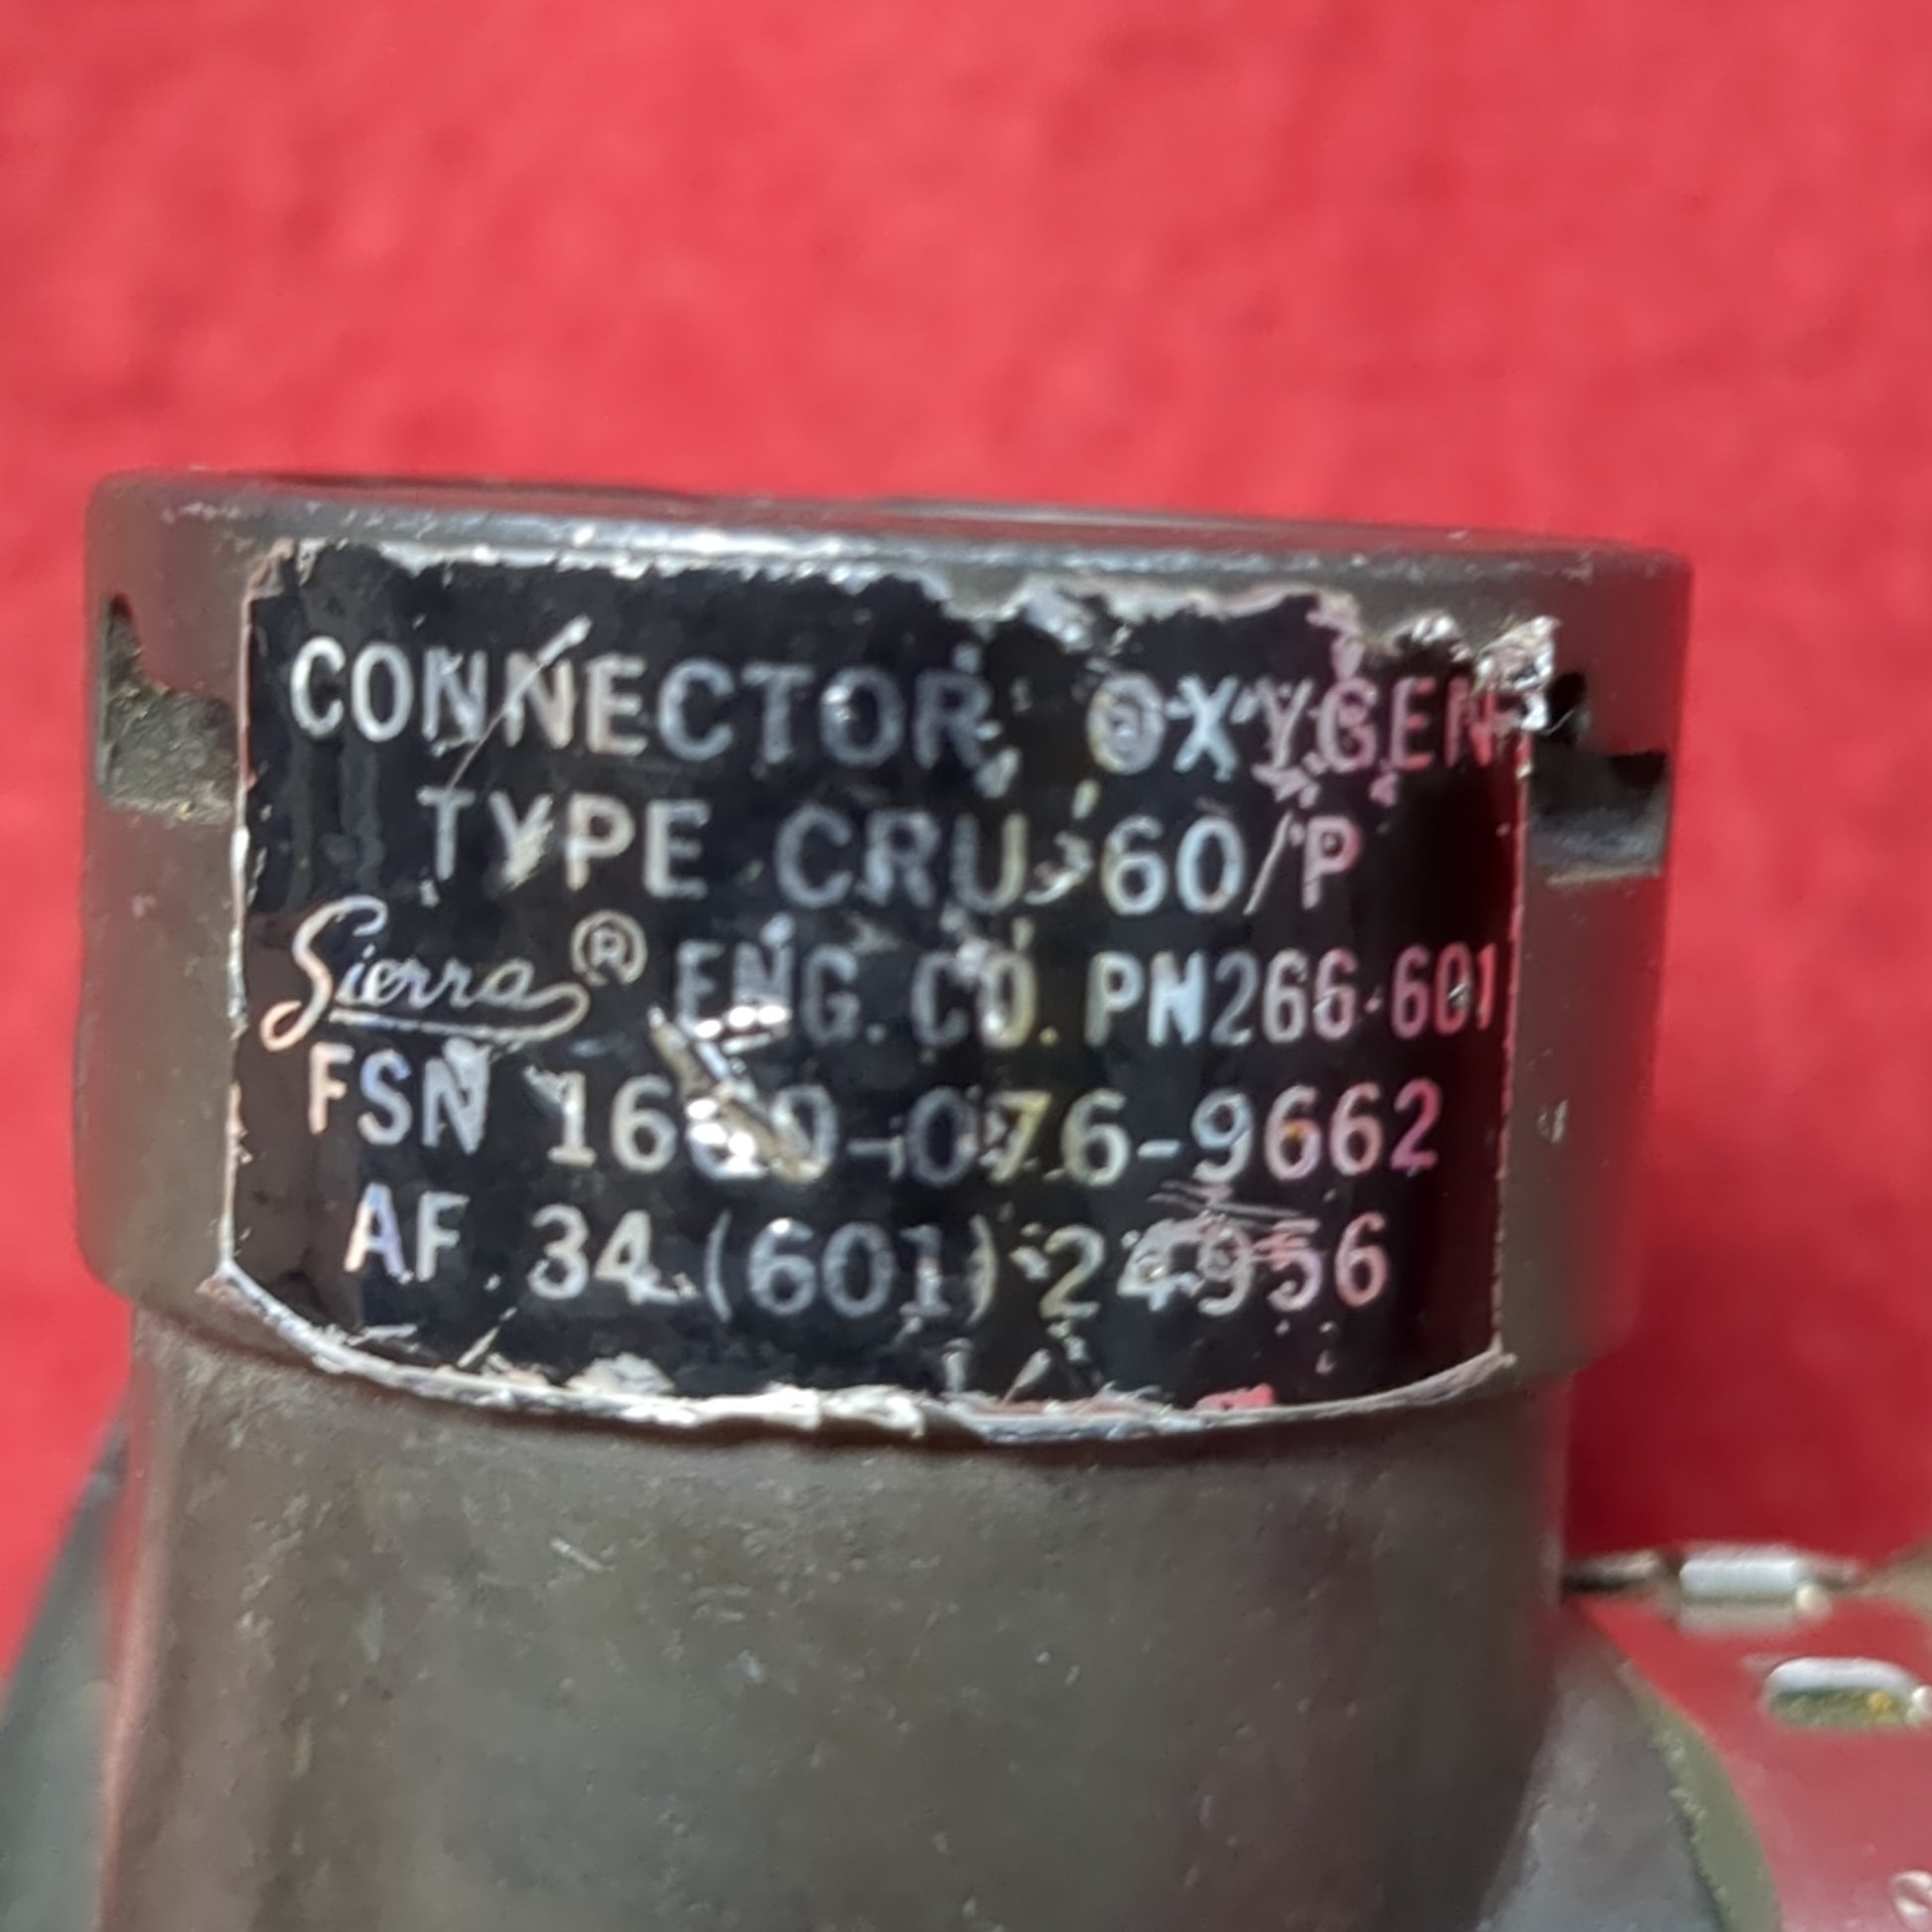 CONNECTOR, OXYGEN
TYPE CRU-60/P
Sierra® ENG. CO. PN266-601
FSN 1660-076-9662
AF 34 (601) 24956